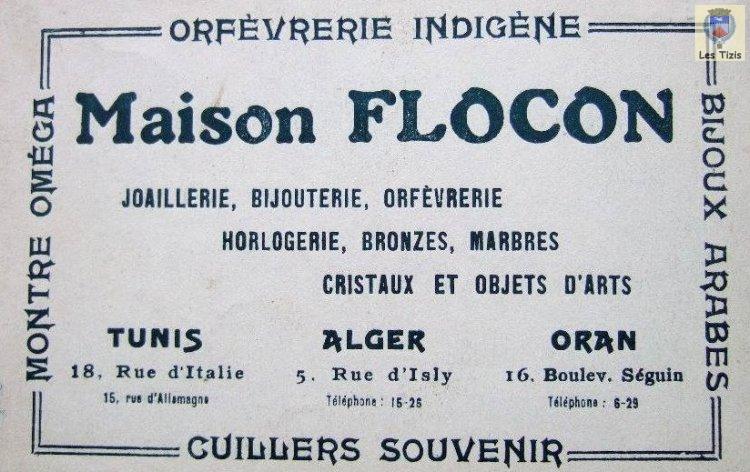 Les Tizis
ORFÈVRERIE INDIGÈNE
MONTRE OMÉGA
BIJOUX ARABES
Maison FLOCON
JOAILLERIE, BIJOUTERIE, ORFÈVRERIE
HORLOGERIE, BRONZES, MARBRES
CRISTAUX ET OBJETS D'ARTS
TUNIS
18, Rue d'Italie
15, rue d'Allemagne
ALGER
5, Rue d'Isly
Téléphone : 15-26
ORAN
16, Boulev. Séguin
Téléphone : 6-29
CUILLERS SOUVENIR